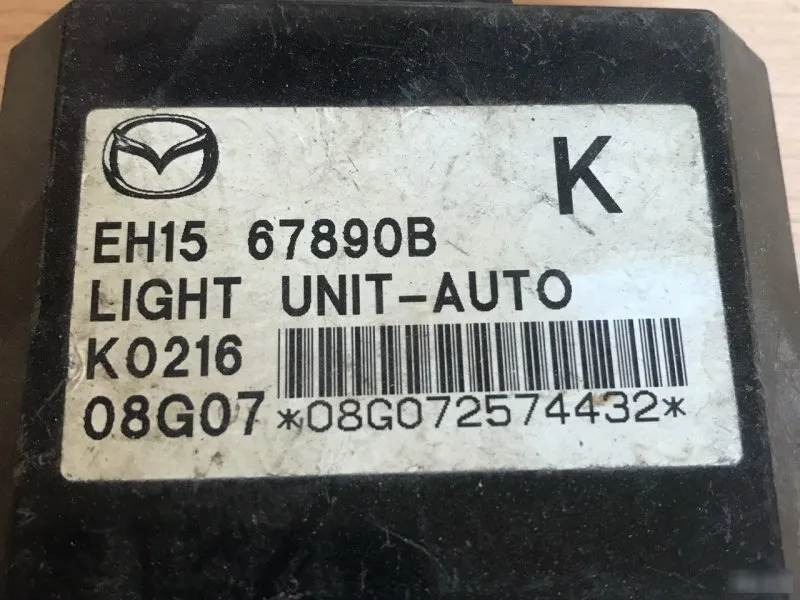 K
EH15 67890B
LIGHT UNIT-AUTO
K0216
08G07 *08G072574432*